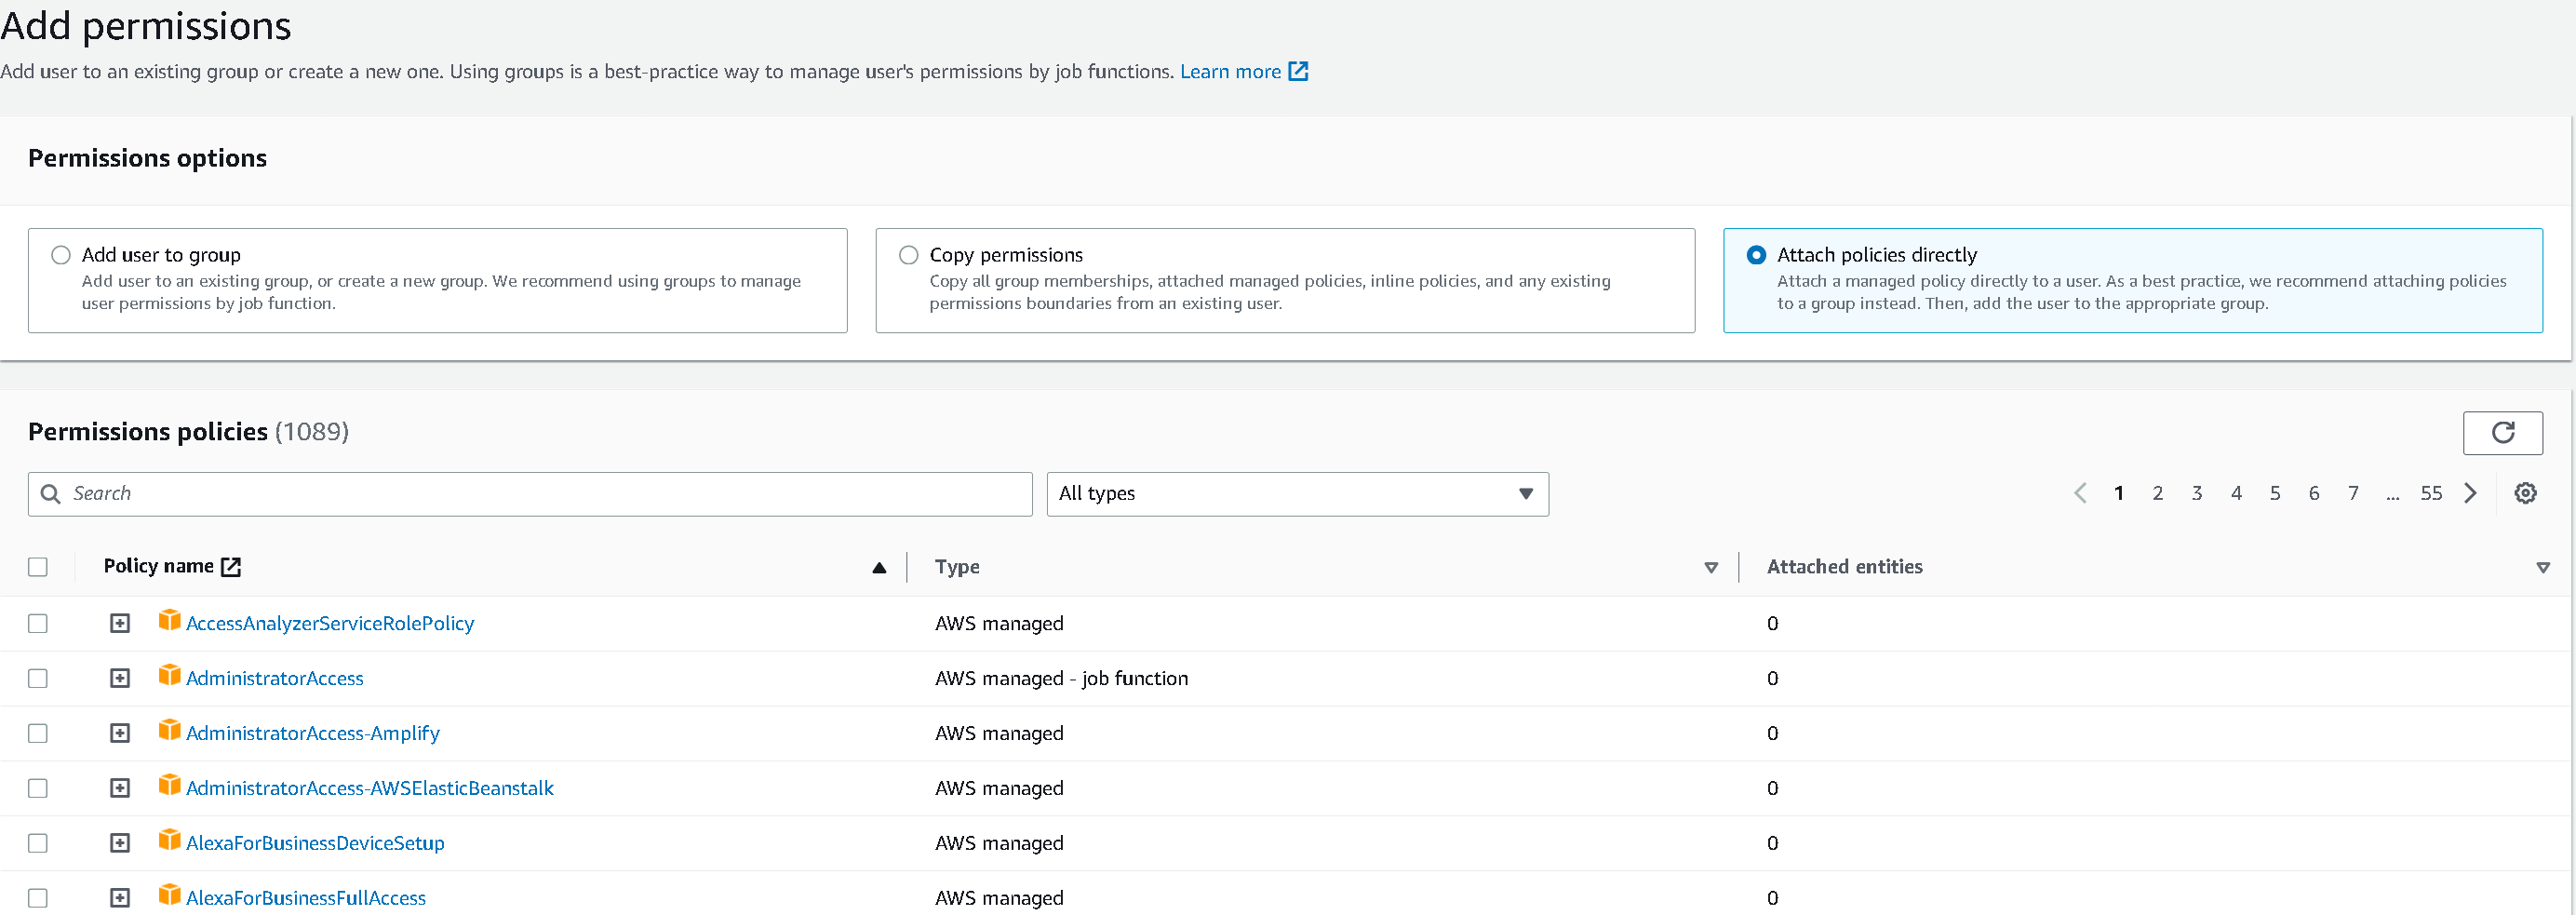 Add permissions
Add user to an existing group or create a new one. Using groups is a best-practice way to manage user's permissions by job functions. Learn more
Permissions options
Add user to group
Add user to an existing group, or create a new group. We recommend using groups to manage
user permissions by job function.
Copy permissions
Copy all group memberships, attached managed policies, inline policies, and any existing
permissions boundaries from an existing user.
Attach policies directly
Attach a managed policy directly to a user. As a best practice, we recommend attaching policies
to a group instead. Then, add the user to the appropriate group.
Permissions policies (1089)
Search All types 1 2 3 4 5 6 7 ... 55
Policy name Type Attached entities
AccessAnalyzerServiceRolePolicy AWS managed 0
AdministratorAccess AWS managed - job function 0
AdministratorAccess-Amplify AWS managed 0
AdministratorAccess-AWSElasticBeanstalk AWS managed 0
AlexaForBusinessDeviceSetup AWS managed 0
AlexaForBusinessFullAccess AWS managed 0